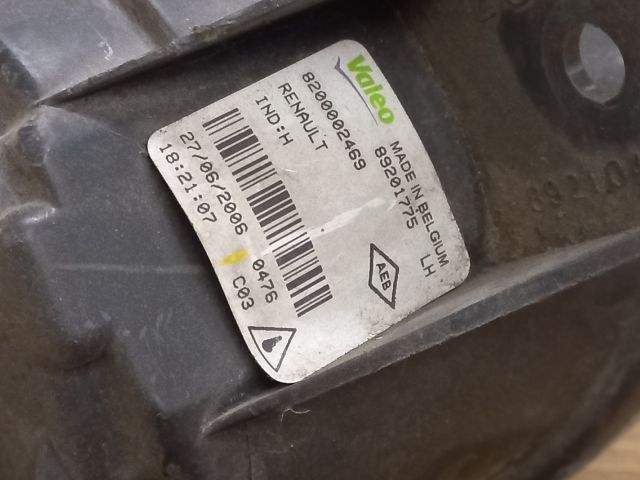 Valeo
8200002469
RENAULT
IND:H
MADE IN BELGIUM
89201775 LH
AEB
27/06/2006 0476
18:21:07 C03